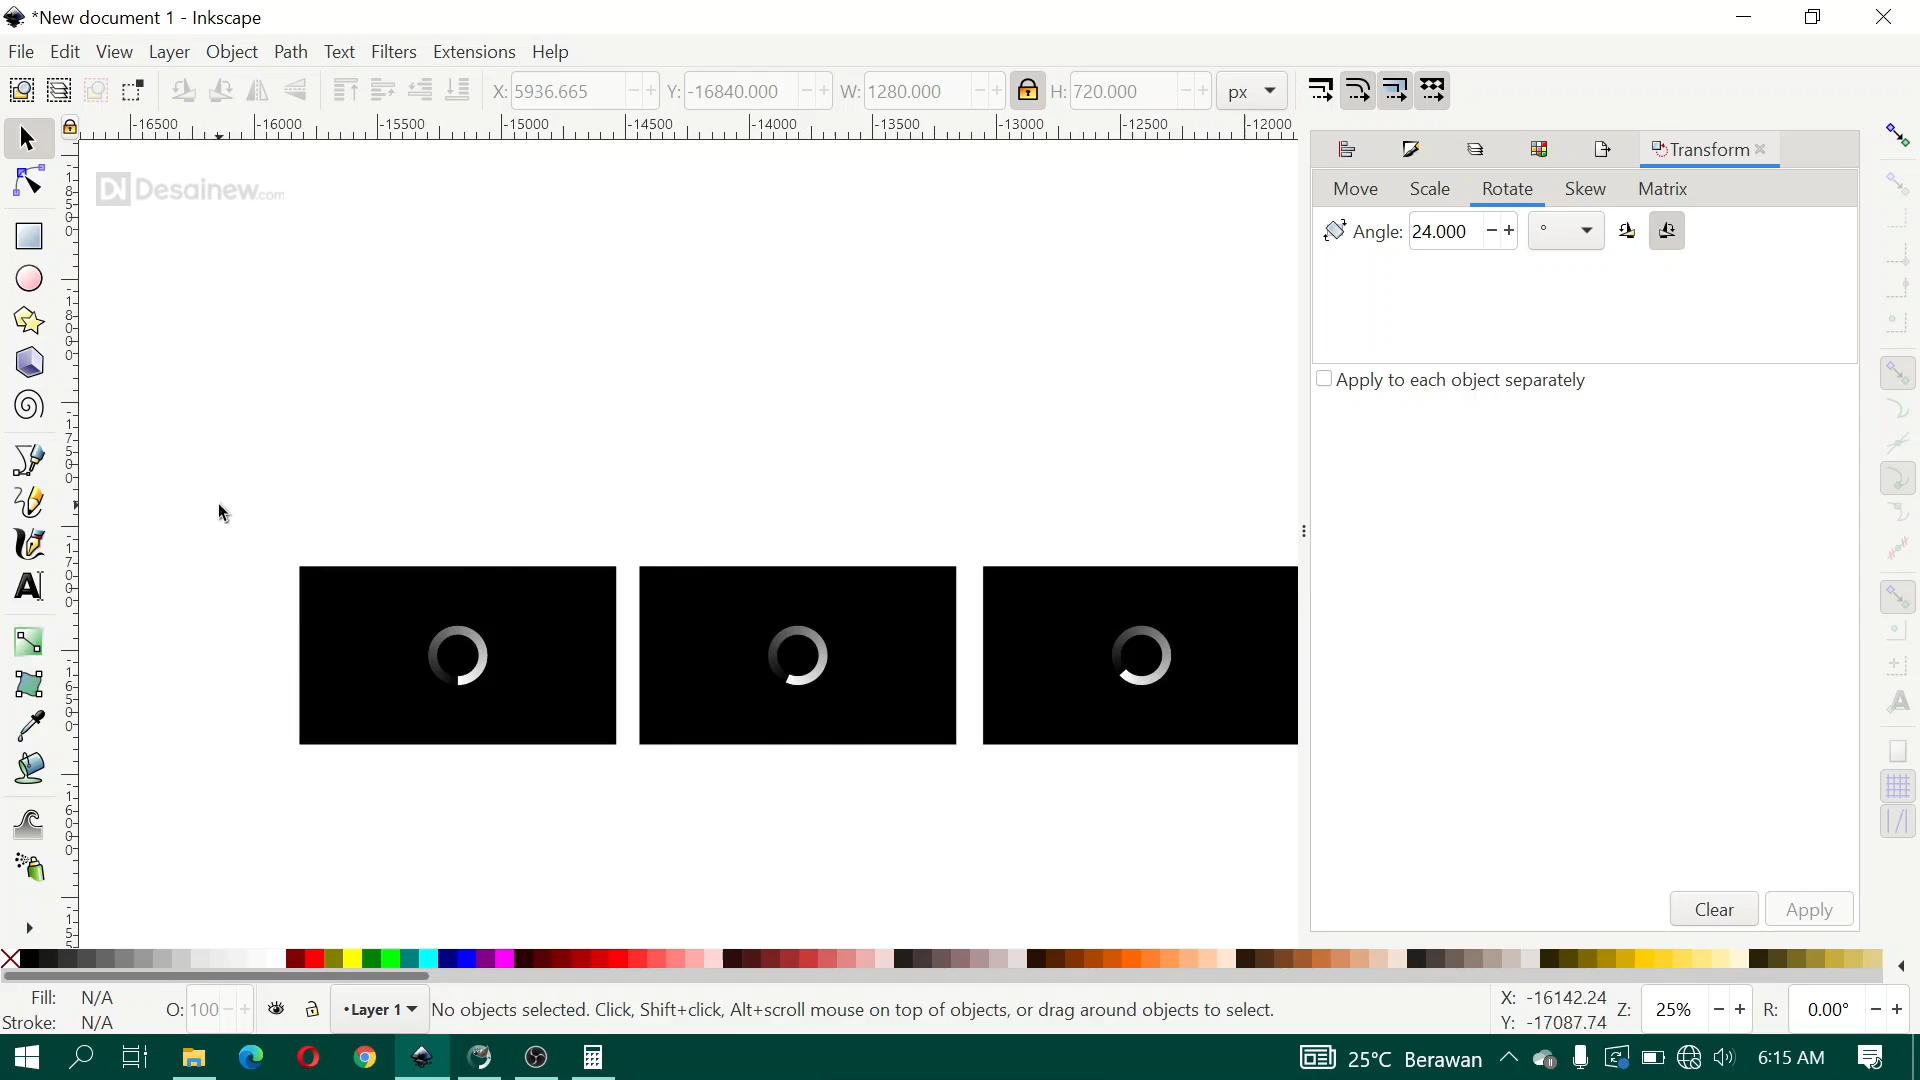 *New document 1 - Inkscape
File Edit View Layer Object Path Text Filters Extensions Help
X: 5936.665 Y: -16840.000 W: 1280.000 H: 720.000 px
-16500 -16000 -15500 -15000 -14500 -14000 -13500 -13000 -12500 -12000
Transform
DN Desainew.com
Move Scale Rotate Skew Matrix
Angle: 24.000 °
Apply to each object separately
Clear Apply
Fill: N/A
Stroke: N/A
O: 100
•Layer 1
No objects selected. Click, Shift+click, Alt+scroll mouse on top of objects, or drag around objects to select.
X: -16142.24
Y: -17087.74
Z: 25% R: 0.00°
25°C Berawan 6:15 AM